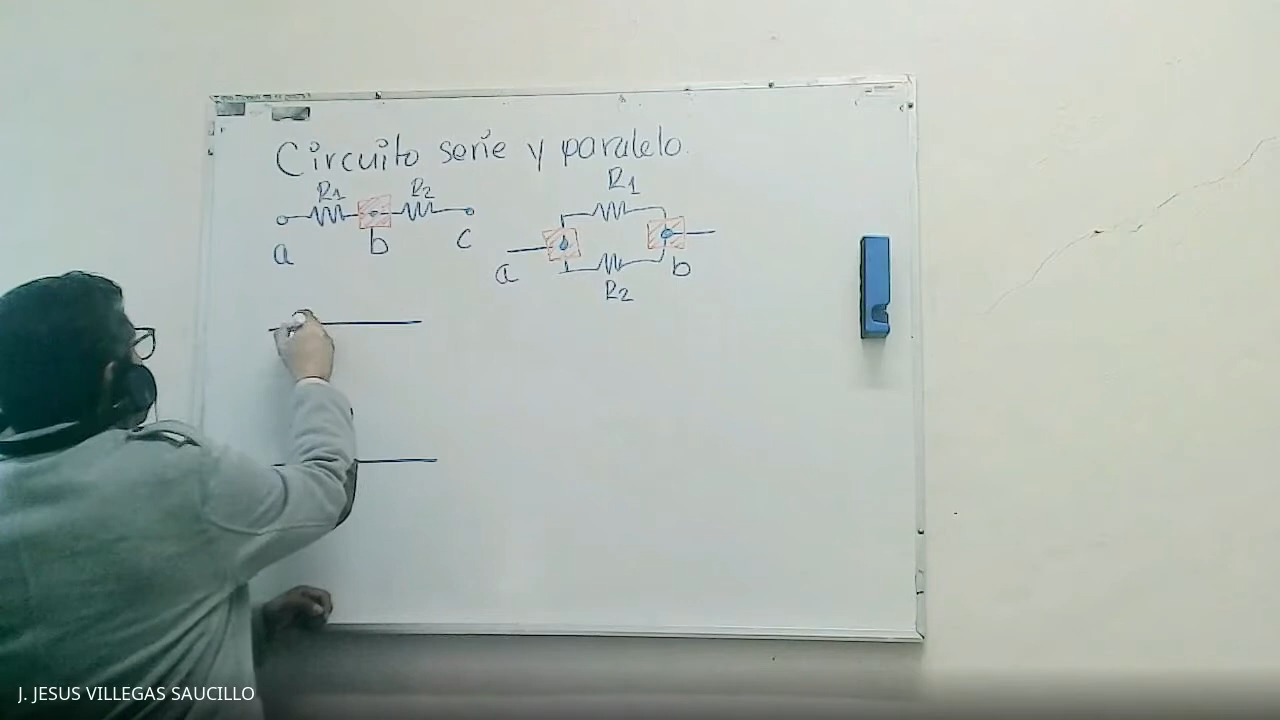 Circuito serie y paralelo.
R1 R2
a b c
R1
a b
R2
J. JESUS VILLEGAS SAUCILLO